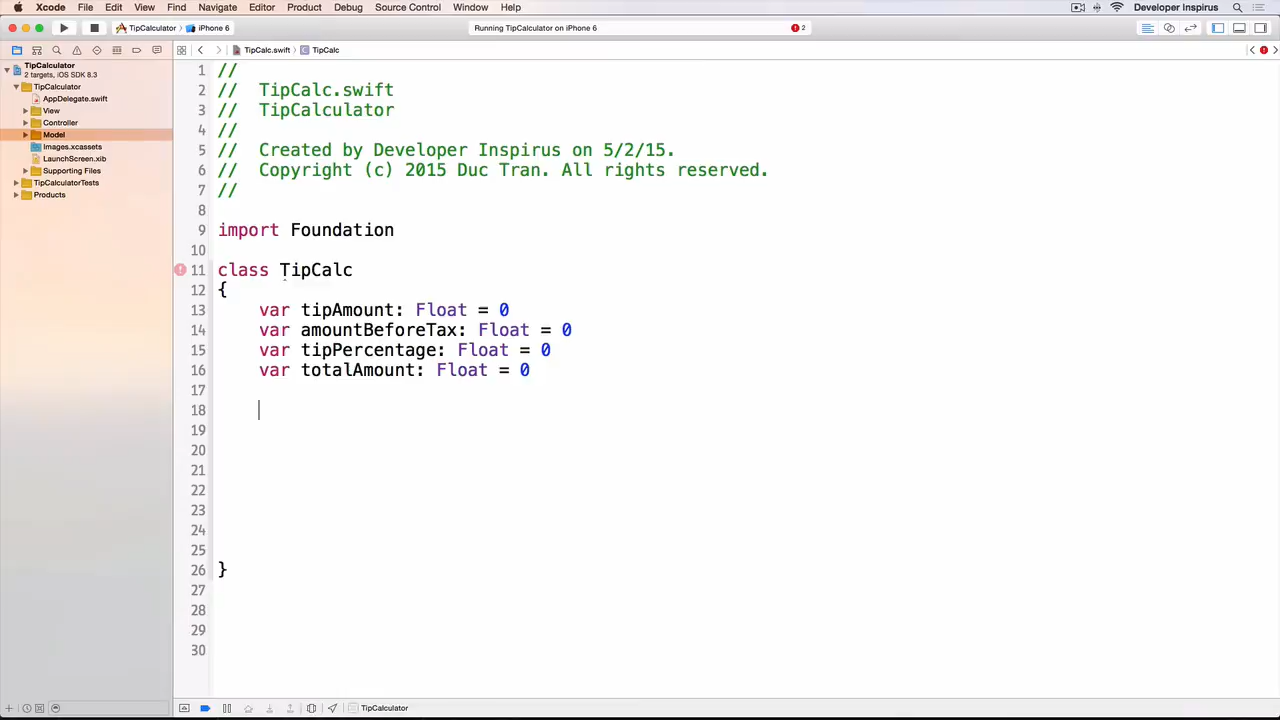 Xcode File Edit View Find Navigate Editor Product Debug Source Control Window Help Developer Inspirus
TipCalculator iPhone 6 Running TipCalculator on iPhone 6 2
TipCalc.swift TipCalc
TipCalculator
2 targets, iOS SDK 8.3
TipCalculator
AppDelegate.swift
View
Controller
Model
Images.xcassets
LaunchScreen.xib
Supporting Files
TipCalculatorTests
Products
1 //
2 // TipCalc.swift
3 // TipCalculator
4 //
5 // Created by Developer Inspirus on 5/2/15.
6 // Copyright (c) 2015 Duc Tran. All rights reserved.
7 //
8
9 import Foundation
10
11 class TipCalc
12 {
13 var tipAmount: Float = 0
14 var amountBeforeTax: Float = 0
15 var tipPercentage: Float = 0
16 var totalAmount: Float = 0
17
18
19
20
21
22
23
24
25
26 }
27
28
29
30
TipCalculator